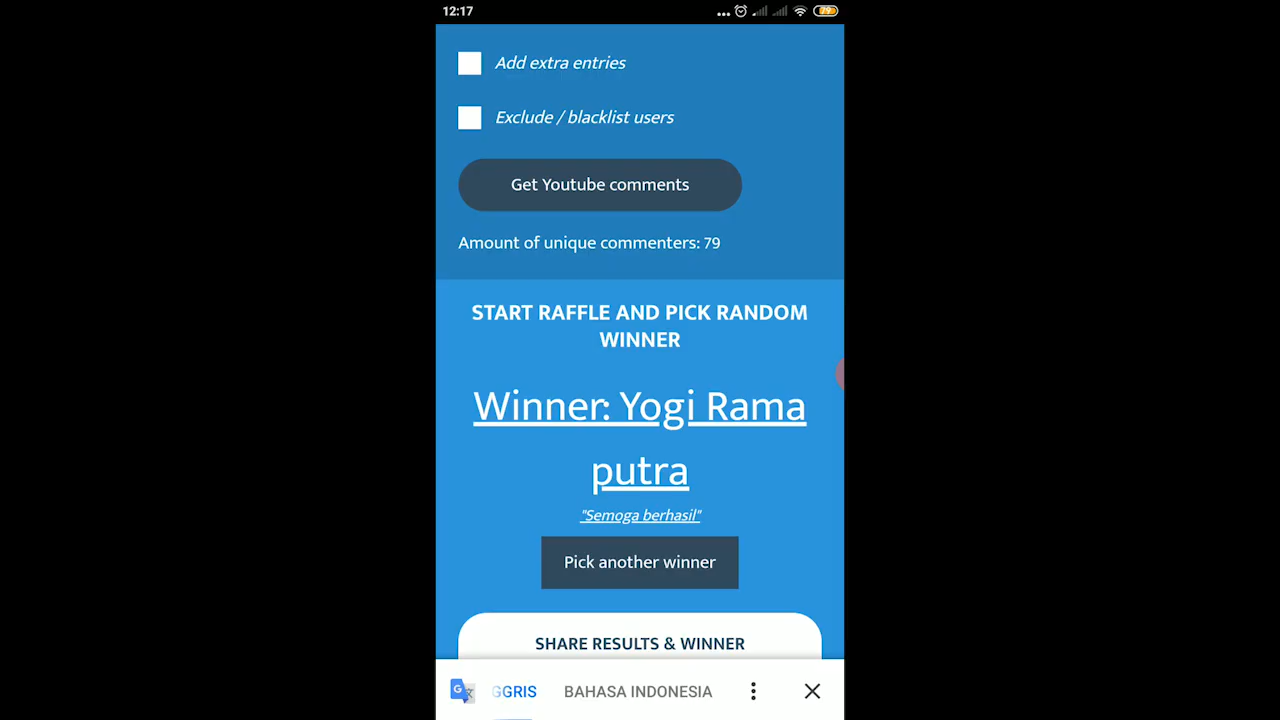 12:17
79
Add extra entries
Exclude / blacklist users
Get Youtube comments
Amount of unique commenters: 79
START RAFFLE AND PICK RANDOM
WINNER
Winner: Yogi Rama
putra
"Semoga berhasil"
Pick another winner
SHARE RESULTS & WINNER
GGRIS BAHASA INDONESIA